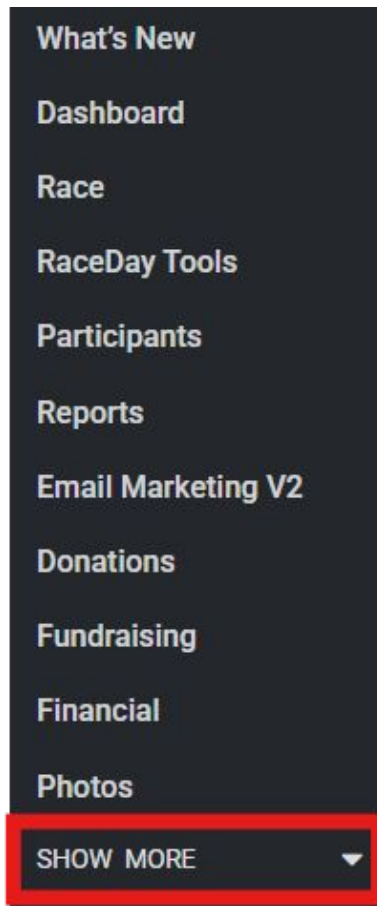 What's New
Dashboard
Race
RaceDay Tools
Participants
Reports
Email Marketing V2
Donations
Fundraising
Financial
Photos
SHOW MORE